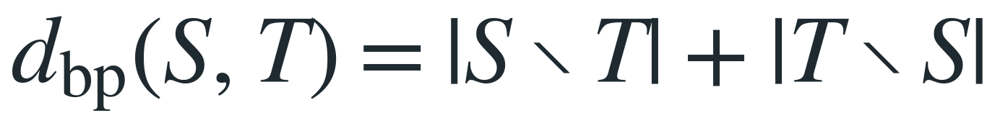 d_bp(S, T) = |S ∖ T| + |T ∖ S|